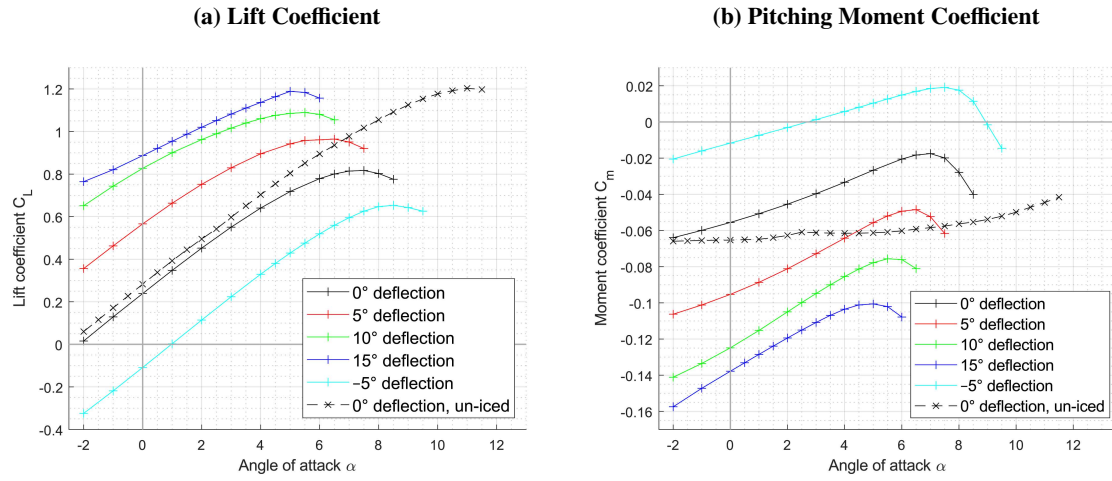 (a) Lift Coefficient
(b) Pitching Moment Coefficient
1.2
1
0.8
0.6
0.4
0.2
0
-0.2
-0.4
Lift coefficient C_L
-2 0 2 4 6 8 10 12
Angle of attack α
0° deflection
5° deflection
10° deflection
15° deflection
−5° deflection
0° deflection, un-iced
0.02
0
-0.02
-0.04
-0.06
-0.08
-0.1
-0.12
-0.14
-0.16
Moment coefficient C_m
-2 0 2 4 6 8 10 12
Angle of attack α
0° deflection
5° deflection
10° deflection
15° deflection
−5° deflection
0° deflection, un-iced